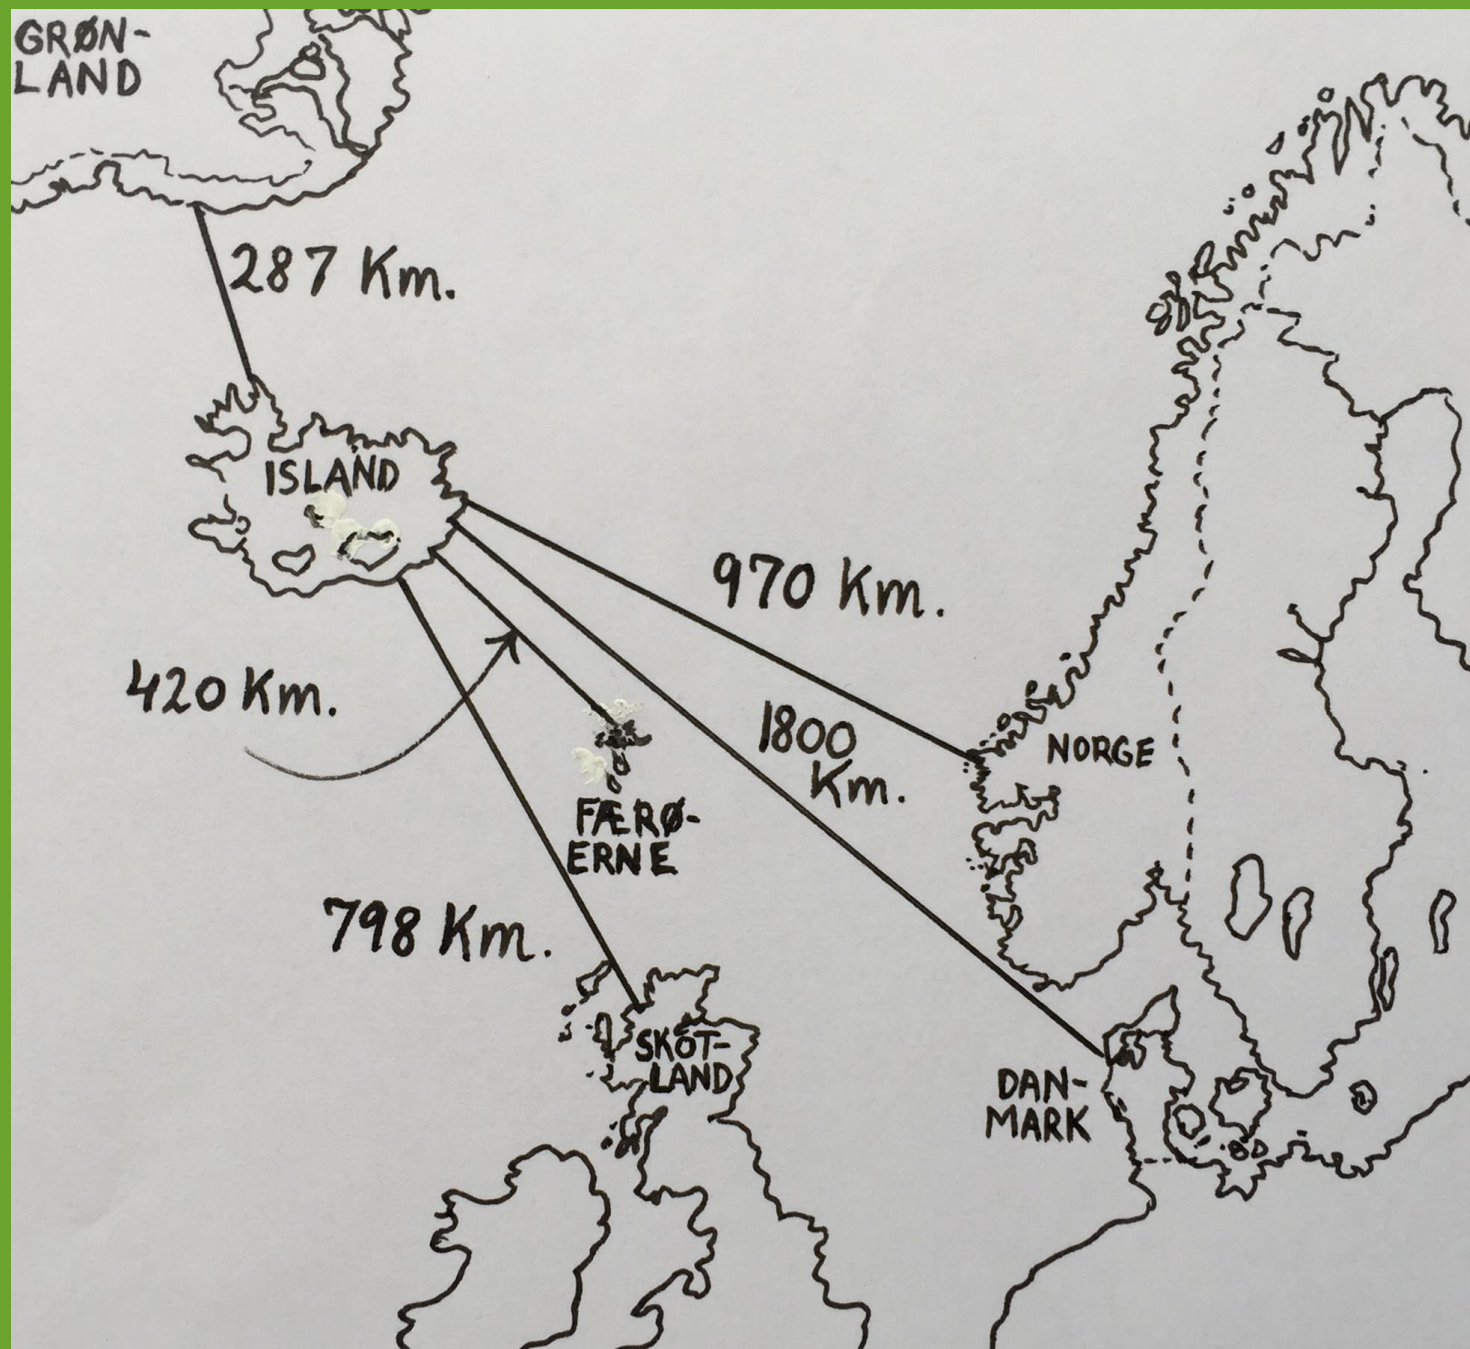 GRØN-
LAND
287 Km.
ISLAND
970 Km.
420 Km.
1800
Km.
NORGE
FÆRØ-
ERNE
798 Km.
SKOT-
LAND
DAN-
MARK